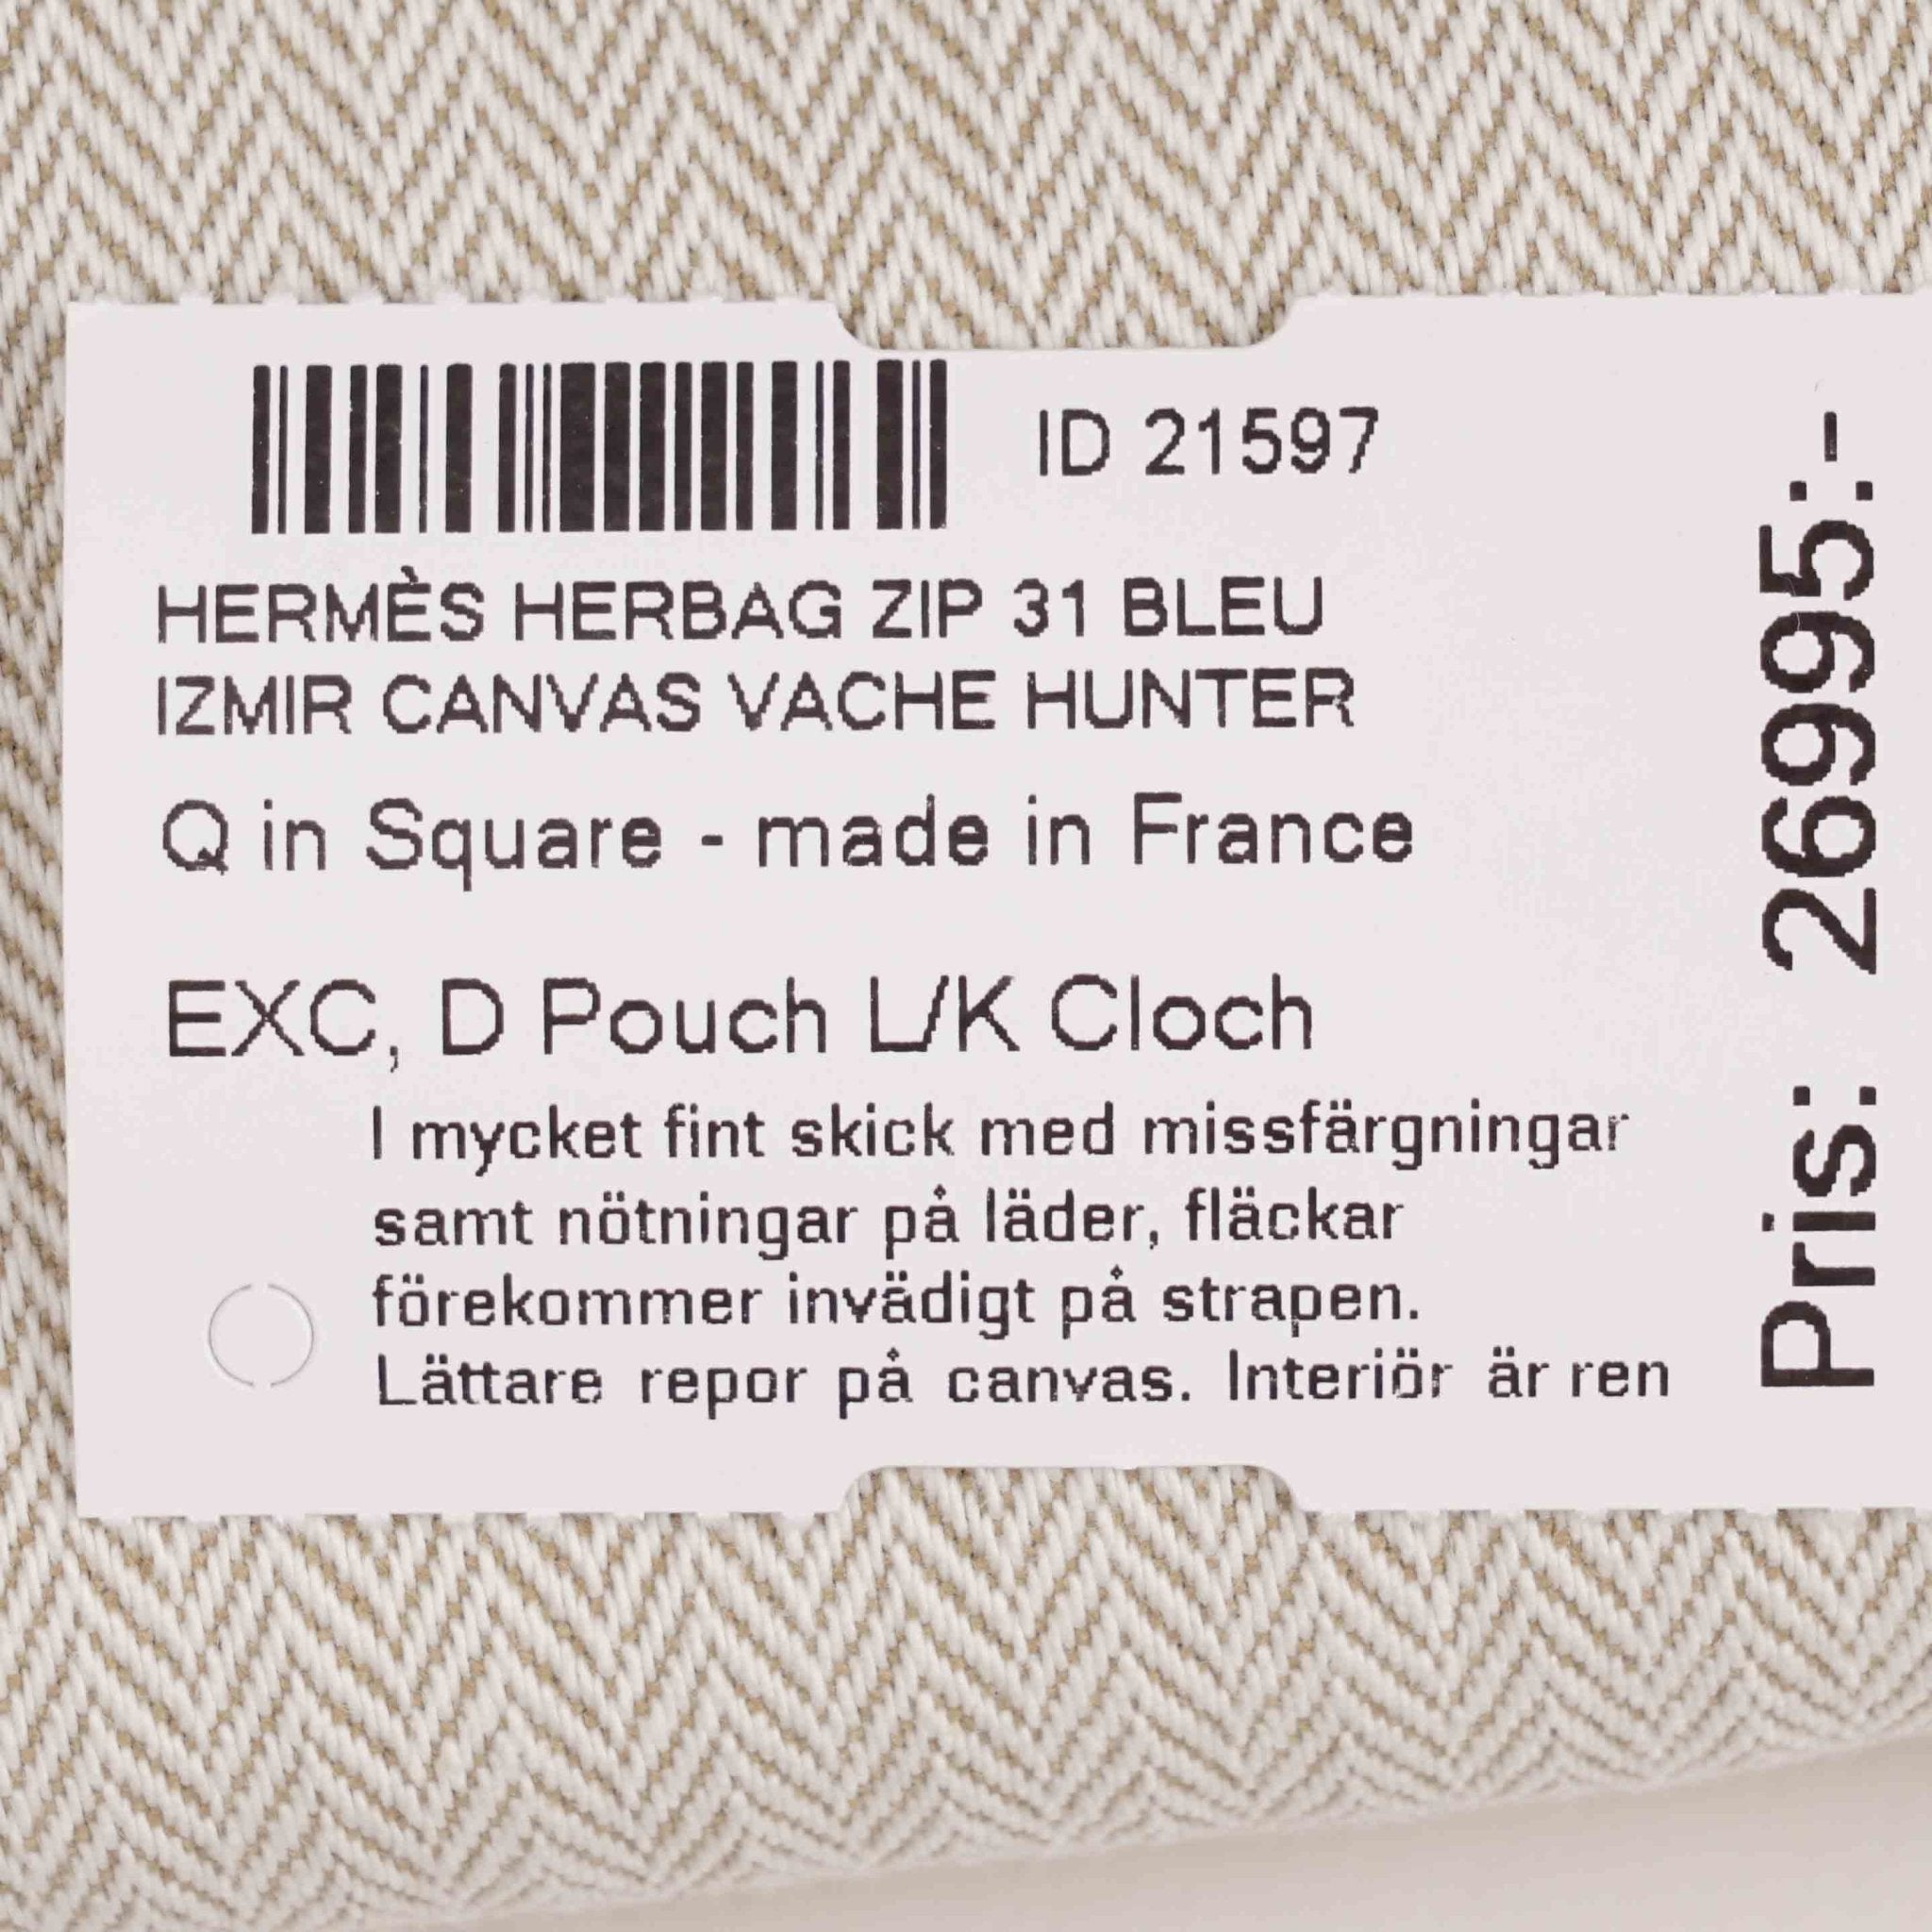 ID 21597
HERMÈS HERBAG ZIP 31 BLEU
IZMIR CANVAS VACHE HUNTER
Q in Square - made in France
EXC, D Pouch L/K Cloch
I mycket fint skick med missfärgningar
samt nötningar på läder, fläckar
förekommer invädigt på strapen.
Lättare repor på canvas. Interiör är ren
Pris: 26995:-